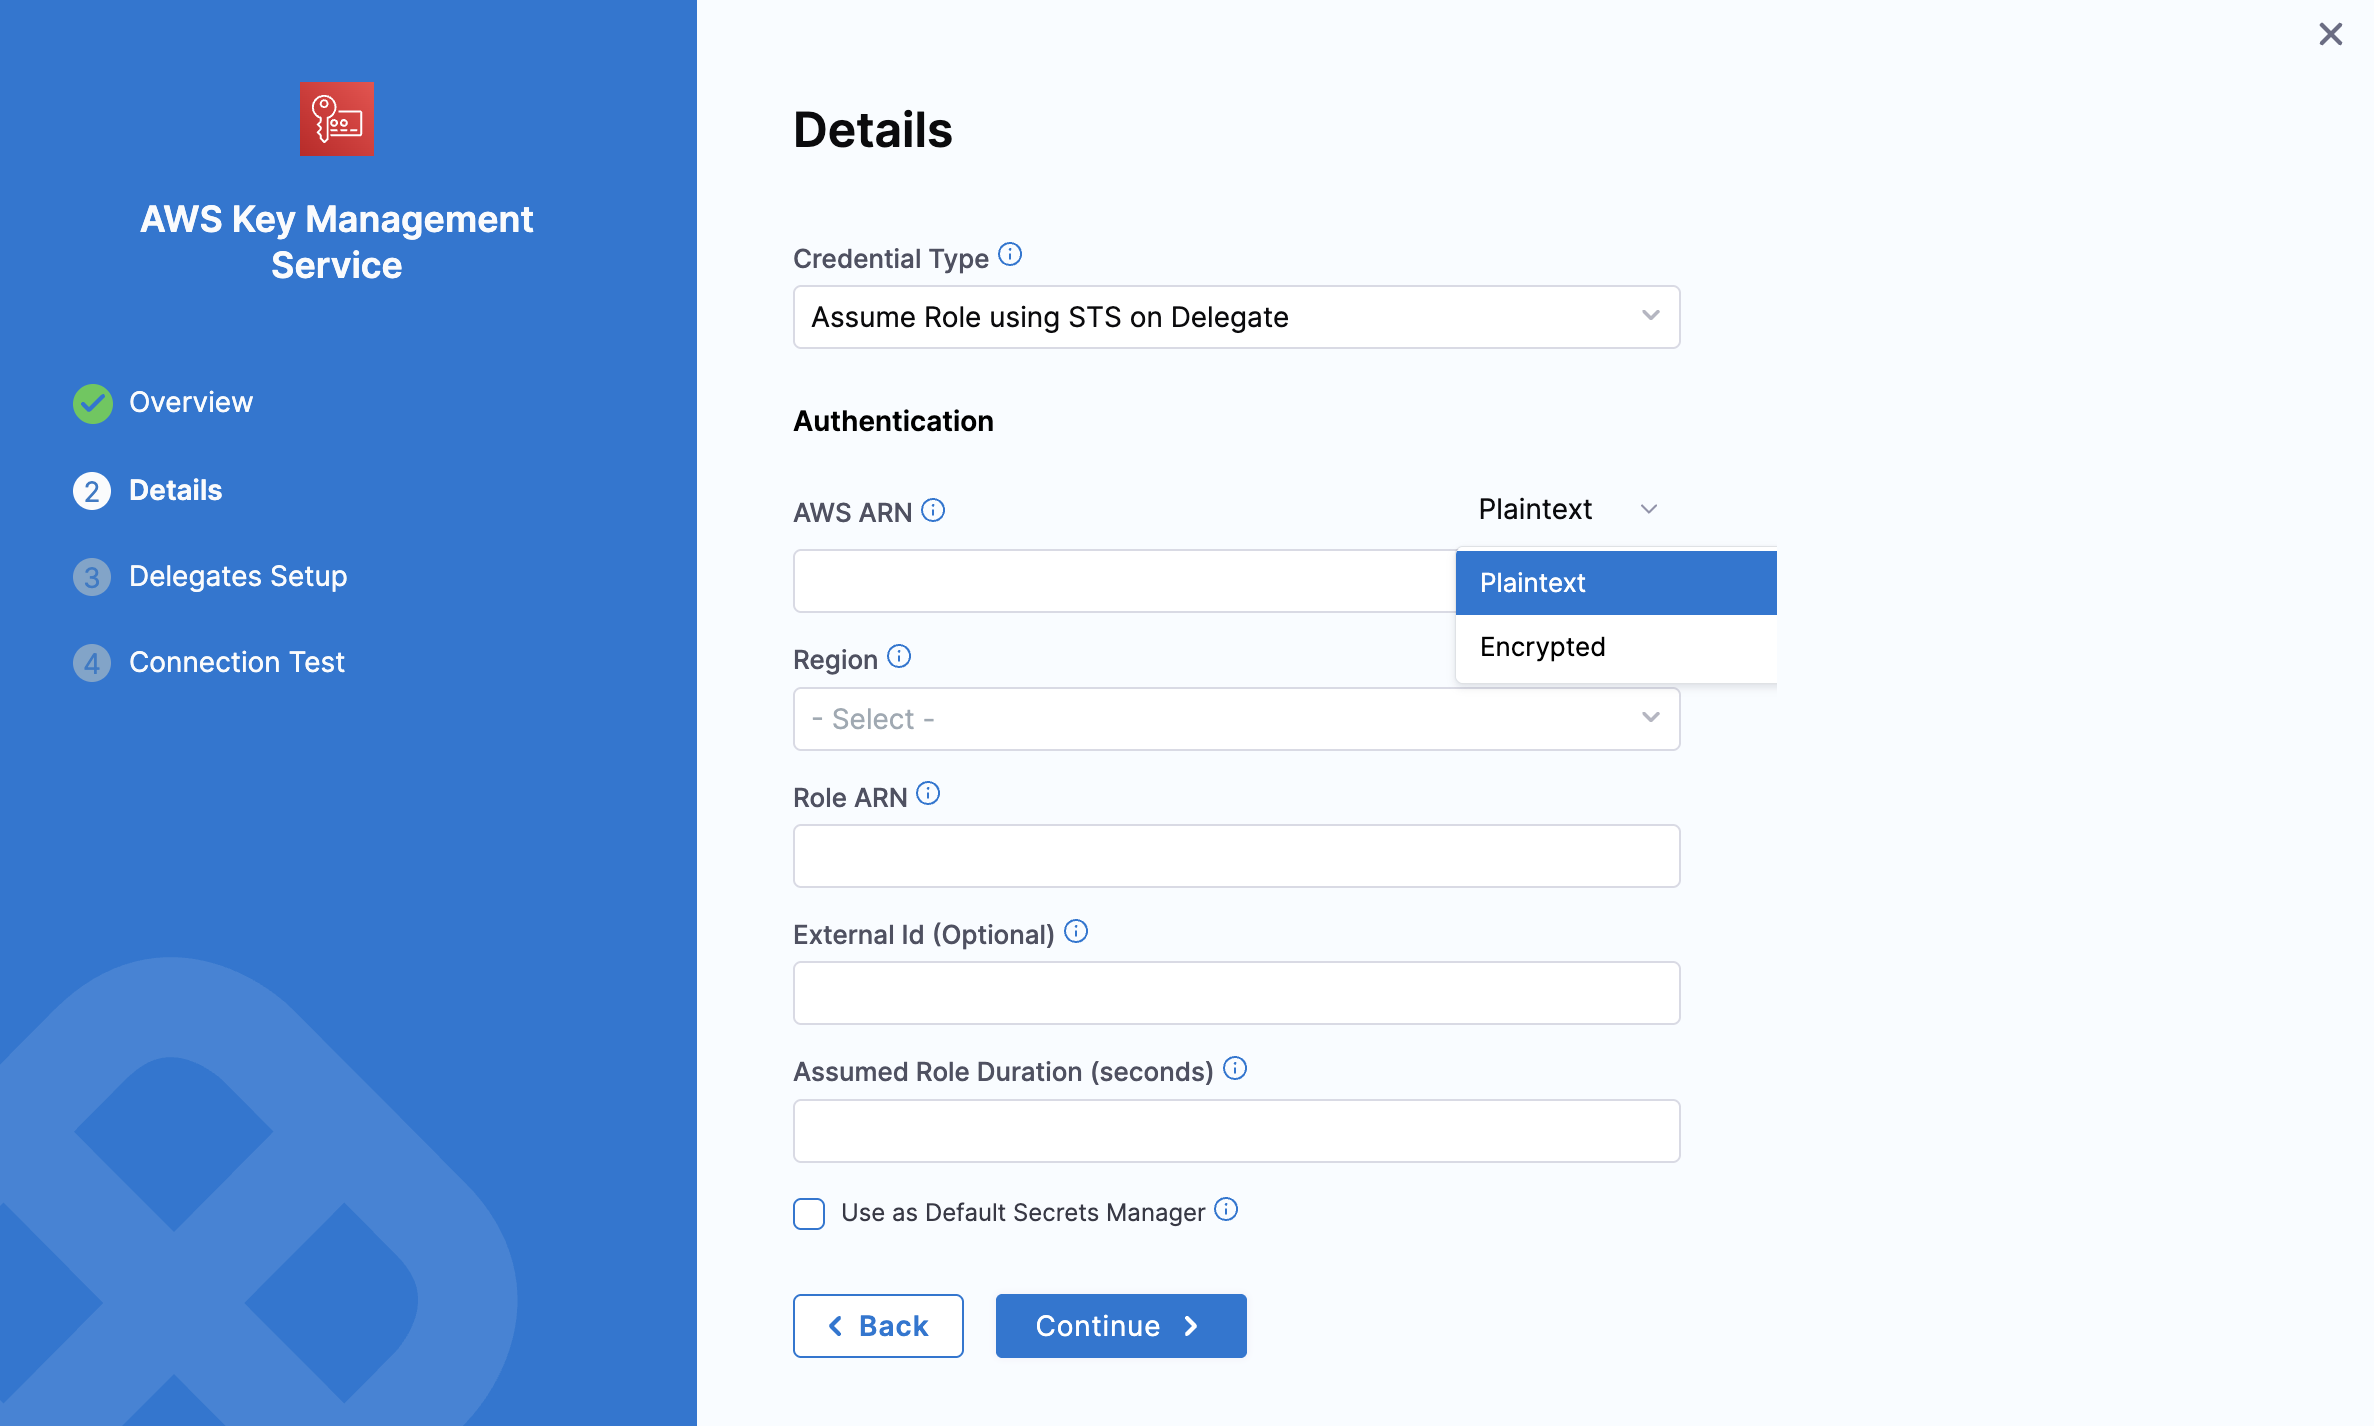 AWS Key Management
Service
Overview
2 Details
3 Delegates Setup
4 Connection Test
Details
Credential Type
Assume Role using STS on Delegate
Authentication
AWS ARN
Plaintext
Plaintext
Encrypted
Region
- Select -
Role ARN
External Id (Optional)
Assumed Role Duration (seconds)
Use as Default Secrets Manager
Back
Continue